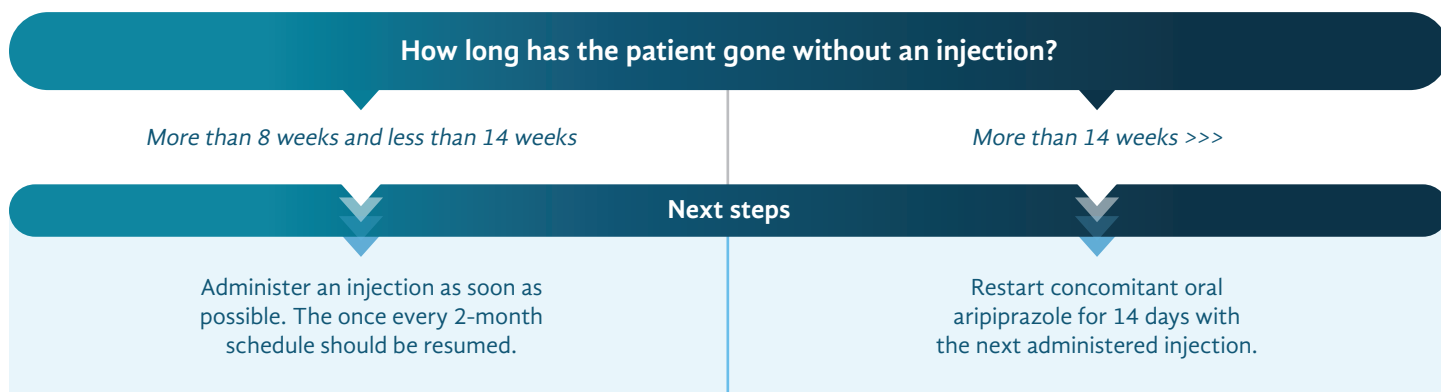 How long has the patient gone without an injection?
More than 8 weeks and less than 14 weeks
More than 14 weeks >>>
Next steps
Administer an injection as soon as
possible. The once every 2-month
schedule should be resumed.
Restart concomitant oral
aripiprazole for 14 days with
the next administered injection.